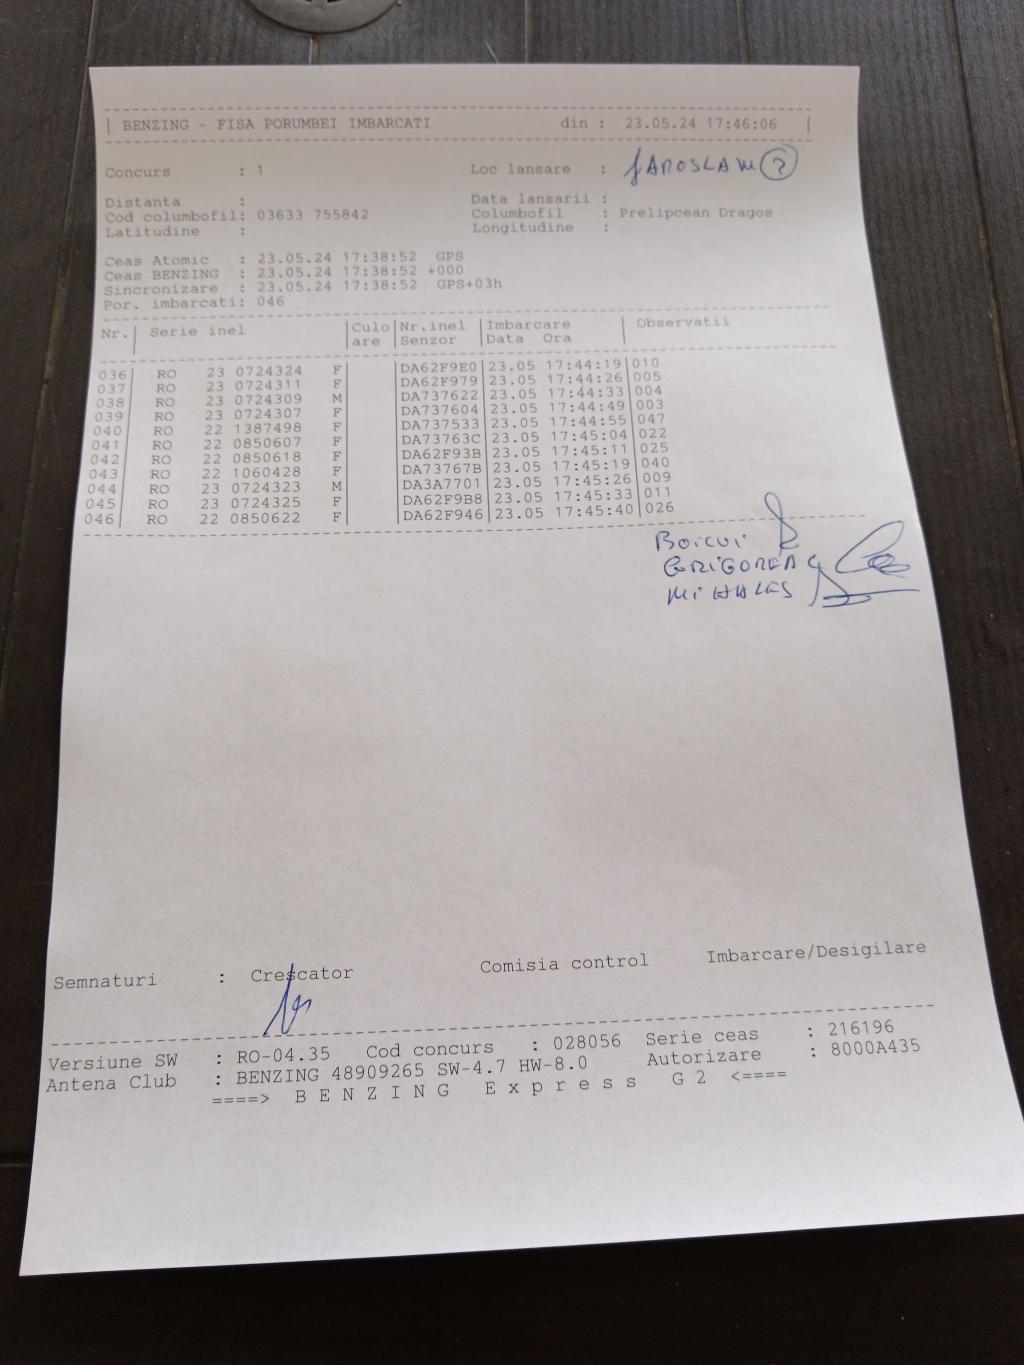 BENZING - FISA PORUMBEI IMBARCATI din : 23.05.24 17:46:06
Concurs : 1 Loc lansare : JAROSLAW 2
Distanta : Data lansarii :
Cod columbofil: 03633 755842 Columbofil : Prelipcean Dragos
Latitudine : Longitudine :
Ceas Atomic : 23.05.24 17:38:52 GPS
Ceas BENZING : 23.05.24 17:38:52 +000
Sincronizare : 23.05.24 17:38:52 GPS+03h
Por. imbarcati: 046
Nr. Serie inel Culo Nr.inel Imbarcare Observatii
are Senzor Data Ora
036 RO 23 0724324 F DA62F9E0 23.05 17:44:19 010
037 RO 23 0724311 F DA62F979 23.05 17:44:26 005
038 RO 23 0724309 M DA737622 23.05 17:44:33 004
039 RO 23 0724307 F DA737604 23.05 17:44:49 003
040 RO 22 1387498 F DA737533 23.05 17:44:55 047
041 RO 22 0850607 F DA73763C 23.05 17:45:04 022
042 RO 22 0850618 F DA62F93B 23.05 17:45:11 025
043 RO 22 1060428 F DA73767B 23.05 17:45:19 040
044 RO 23 0724323 M DA3A7701 23.05 17:45:26 009
045 RO 23 0724325 F DA62F9B8 23.05 17:45:33 011
046 RO 22 0850622 F DA62F946 23.05 17:45:40 026
BOICUI
GRIGOREA
Semnaturi : Crescator Comisia control Imbarcare/Desigilare
Versiune SW : RO-04.35 Cod concurs : 028056 Serie ceas : 216196
Antena Club : BENZING 48909265 SW-4.7 HW-8.0 Autorizare : 8000A435
====> B E N Z I N G E x p r e s s G 2 <====